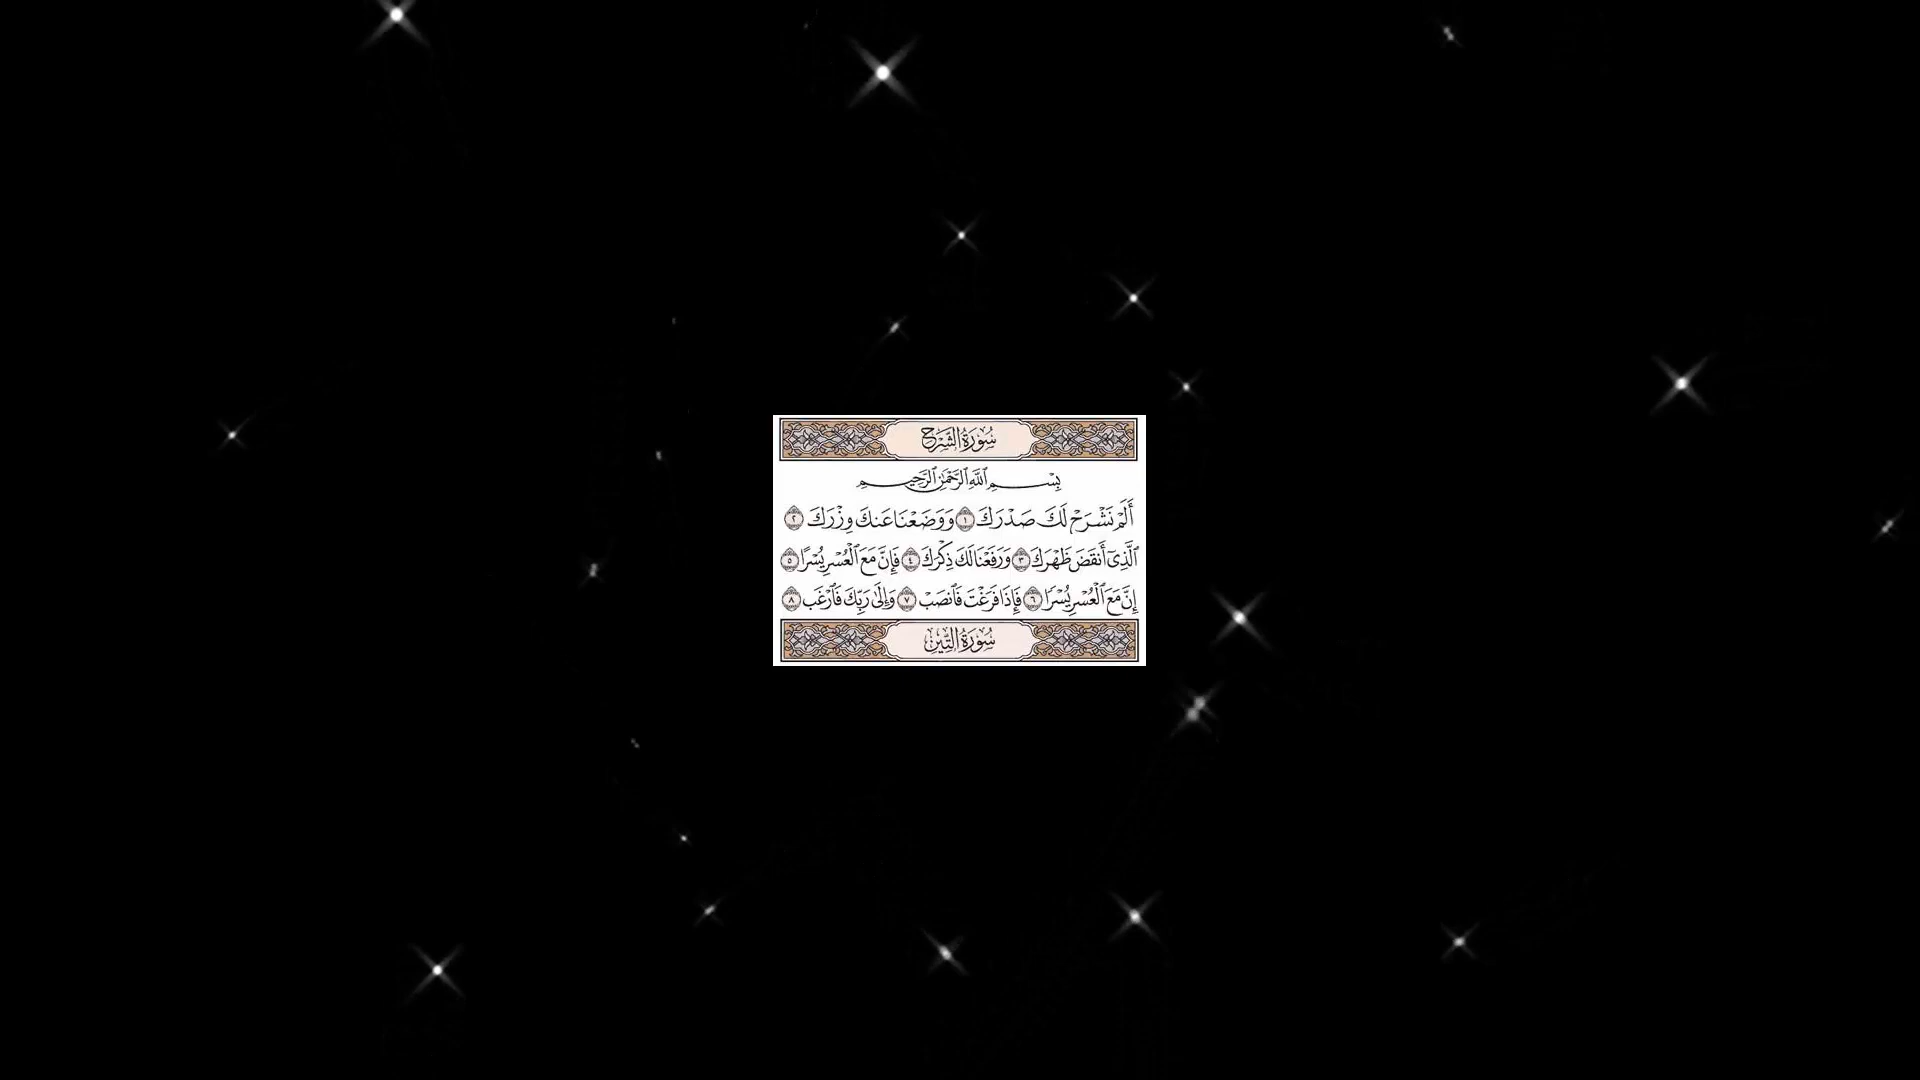 سُورَةُ الشَّرۡحِ
بِسۡمِ ٱللَّهِ ٱلرَّحۡمَٰنِ ٱلرَّحِيمِ
أَلَمۡ نَشۡرَحۡ لَكَ صَدۡرَكَ ١ وَوَضَعۡنَا عَنكَ وِزۡرَكَ ٢
ٱلَّذِيٓ أَنقَضَ ظَهۡرَكَ ٣ وَرَفَعۡنَا لَكَ ذِكۡرَكَ ٤ فَإِنَّ مَعَ ٱلۡعُسۡرِ يُسۡرًا ٥
إِنَّ مَعَ ٱلۡعُسۡرِ يُسۡرٗا ٦ فَإِذَا فَرَغۡتَ فَٱنصَبۡ ٧ وَإِلَىٰ رَبِّكَ فَٱرۡغَب ٨
سُورَةُ التِّينِ